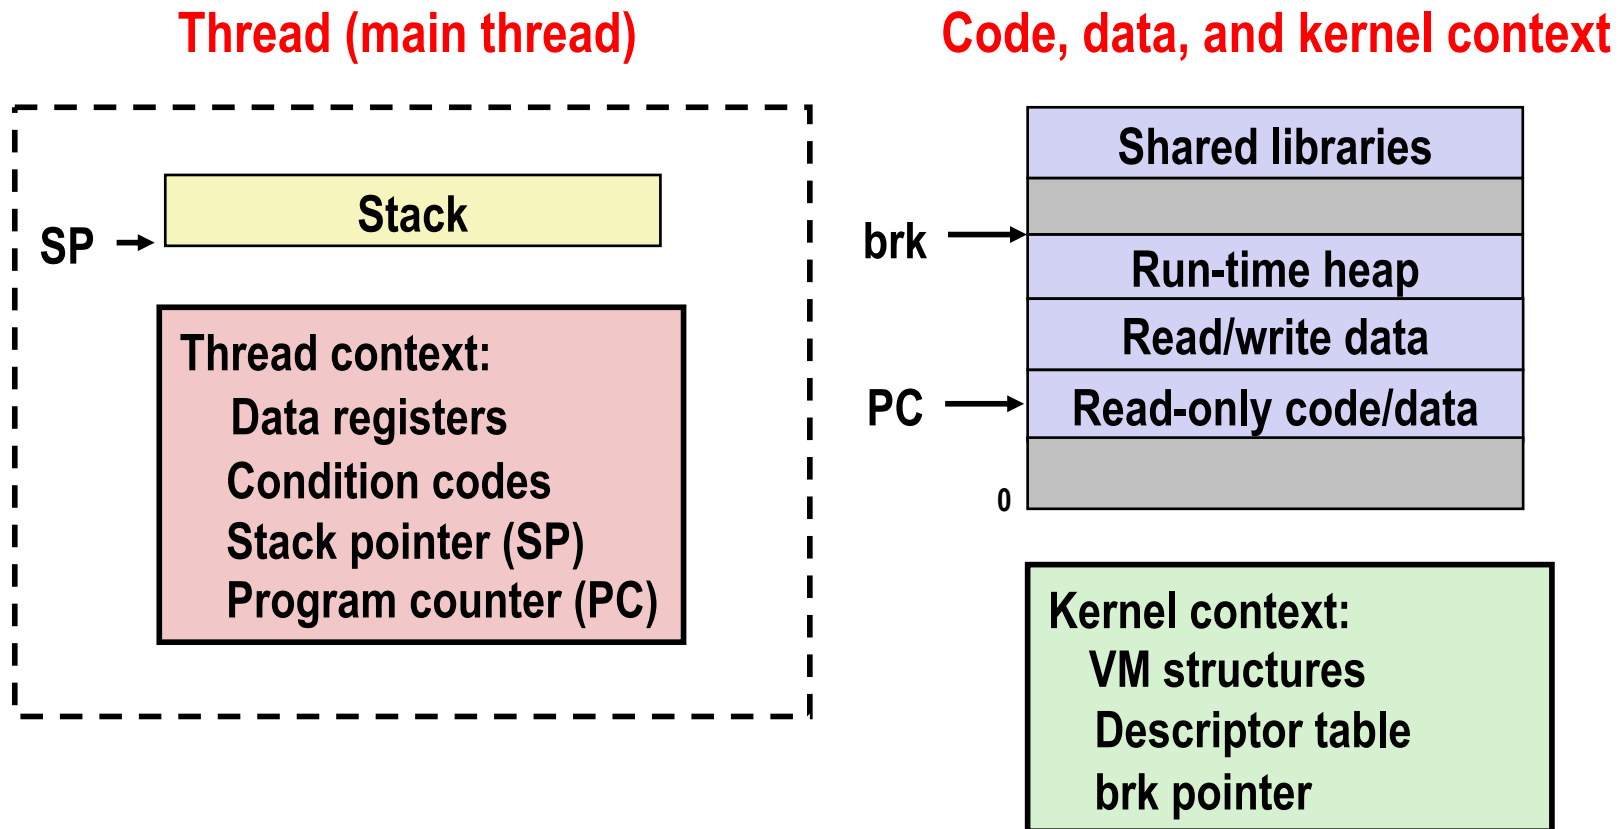 Thread (main thread)
Stack
SP
Thread context:
Data registers
Condition codes
Stack pointer (SP)
Program counter (PC)
Code, data, and kernel context
Shared libraries
brk
Run-time heap
Read/write data
PC
Read-only code/data
0
Kernel context:
VM structures
Descriptor table
brk pointer